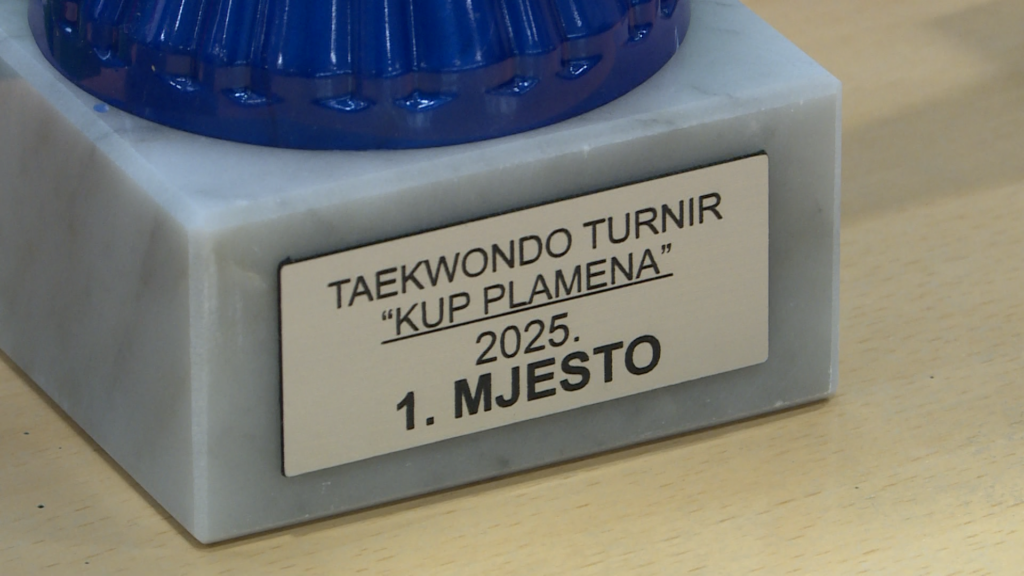 TAEKWONDO TURNIR
“KUP PLAMENA”
2025.
1. MJESTO